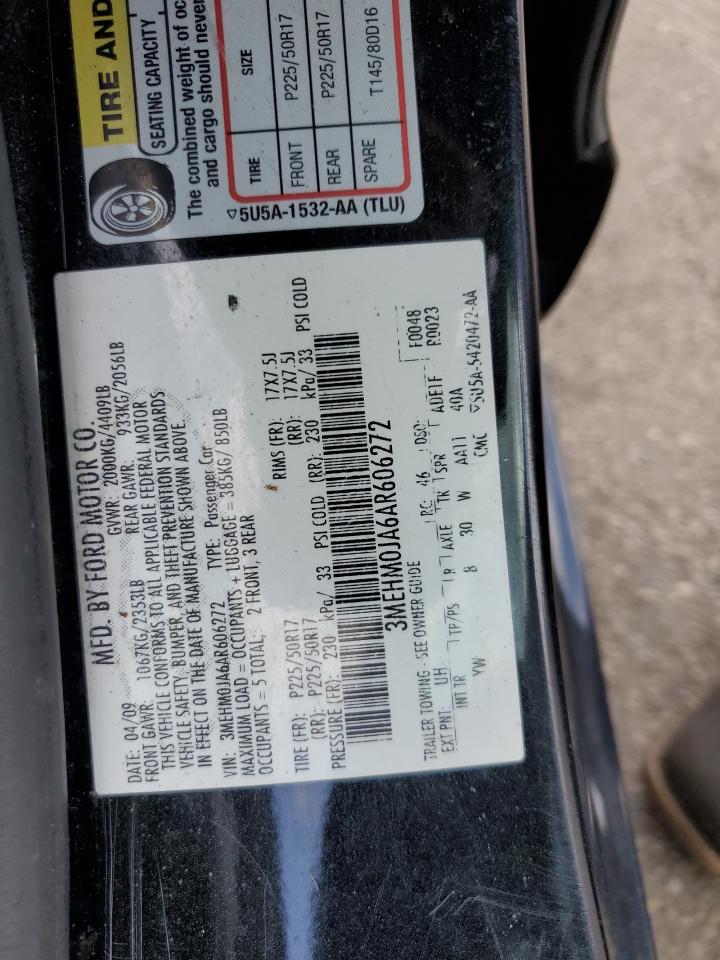 TIRE AND
SEATING CAPACITY
The combined weight of oc
and cargo should never
TIRE SIZE
FRONT P225/50R17
REAR P225/50R17
SPARE T145/80D16
5U5A-1532-AA (TLU)
MFD. BY FORD MOTOR CO.
DATE: 04/09 GVWR: 2000KG/4409LB
FRONT GAWR: 1067KG/2353LB REAR GAWR: 933KG/2056LB
THIS VEHICLE CONFORMS TO ALL APPLICABLE FEDERAL MOTOR
VEHICLE SAFETY, BUMPER, AND THEFT PREVENTION STANDARDS
IN EFFECT ON THE DATE OF MANUFACTURE SHOWN ABOVE.
VIN: 3MEHM0JA6AR606272 TYPE: Passenger Car
MAXIMUM LOAD = OCCUPANTS + LUGGAGE = 385KG/ 850LB
OCCUPANTS = 5 TOTAL; 2 FRONT, 3 REAR
TIRE (FR): P225/50R17 RIMS (FR): 17X7.5J
(RR): P225/50R17 (RR): 17X7.5J
PRESSURE (FR): 230 kPa/ 33 PSI COLD (RR): 230 kPa/ 33 PSI COLD
3MEHM0JA6AR606272
TRAILER TOWING - SEE OWNER GUIDE F0048
EXT PNT: UH RC: 46 DSO: R0023
INT TR TP/PS R AXLE TR SPR ADE1F
YW B 30 W AA11 40A
CMC 5U5A-5420472-AA